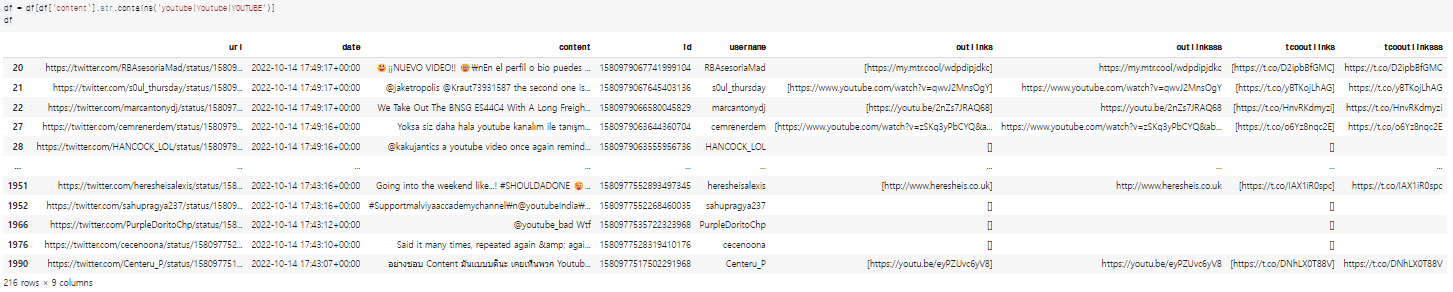 df = df[df['content'].str.contains('youtube|Youtube|YOUTUBE')]
df
url date content id username outlinks outlinksss tcooutlinks tcooutlinksss
20 https://twitter.com/RBAsesoriaMad/status/15809... 2022-10-14 17:49:17+00:00 😃¡¡NUEVO VIDEO!! 😃₩nEn el perfil o bio puedes ... 1580979067741999104 RBAsesoriaMad [https://my.mtr.cool/wdpdipjdkc] https://my.mtr.cool/wdpdipjdkc [https://t.co/D2ipbBfGMC] https://t.co/D2ipbBfGMC
21 https://twitter.com/s0ul_thursday/status/15809... 2022-10-14 17:49:17+00:00 @jaketropolis @Kraut73931587 the second one is... 1580979067645403136 s0ul_thursday [https://www.youtube.com/watch?v=qwvJ2MnsOgY] https://www.youtube.com/watch?v=qwvJ2MnsOgY [https://t.co/yBTKojLhAG] https://t.co/yBTKojLhAG
22 https://twitter.com/marcantonydj/status/158097... 2022-10-14 17:49:17+00:00 We Take Out The BNSG ES44C4 With A Long Freigh... 1580979066580045829 marcantonydj [https://youtu.be/2nZs7JRAQ68] https://youtu.be/2nZs7JRAQ68 [https://t.co/HnvRKdmyzi] https://t.co/HnvRKdmyzi
27 https://twitter.com/cemrenerdem/status/1580979... 2022-10-14 17:49:16+00:00 Yoksa siz daha hala youtube kanalım ile tanışm... 1580979063644360704 cemrenerdem [https://www.youtube.com/watch?v=zSKq3yPbCYQ&a... https://www.youtube.com/watch?v=zSKq3yPbCYQ&ab... [https://t.co/o6Yz8nqc2E] https://t.co/o6Yz8nqc2E
28 https://twitter.com/HANCOCK_LOL/status/1580979... 2022-10-14 17:49:16+00:00 @kakujantics a youtube video once again remind... 1580979063555956736 HANCOCK_LOL [] []
... ... ... ... ... ... ... ... ... ...
1951 https://twitter.com/heresheisalexis/status/158... 2022-10-14 17:43:16+00:00 Going into the weekend like...! #SHOULDADONE 🤪... 1580977552893497345 heresheisalexis [http://www.heresheis.co.uk] http://www.heresheis.co.uk [https://t.co/IAX1iR0spc] https://t.co/IAX1iR0spc
1952 https://twitter.com/sahupragya237/status/15809... 2022-10-14 17:43:16+00:00 #Supportmalviyaaccademychannel₩n@youtubeIndia₩... 1580977552268460035 sahupragya237 [] []
1966 https://twitter.com/PurpleDoritoChp/status/158... 2022-10-14 17:43:12+00:00 @youtube_bad Wtf 1580977535722323968 PurpleDoritoChp [] []
1976 https://twitter.com/cecenoona/status/158097752... 2022-10-14 17:43:10+00:00 Said it many times, repeated again &amp; agai... 1580977528319410176 cecenoona [] []
1990 https://twitter.com/Centeru_P/status/158097751... 2022-10-14 17:43:07+00:00 อย่างชอบ Content มันแบบบดีนะ เคยเห็นพวก Youtub... 1580977517502291968 Centeru_P [https://youtu.be/eyPZUvc6yV8] https://youtu.be/eyPZUvc6yV8 [https://t.co/DNhLX0T88V] https://t.co/DNhLX0T88V
216 rows × 9 columns